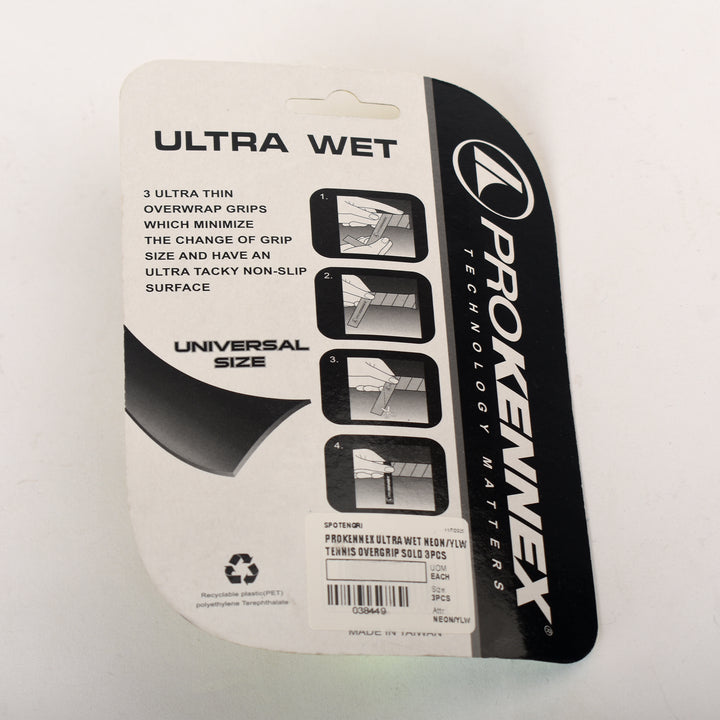 ULTRA WET
3 ULTRA THIN
OVERWRAP GRIPS
WHICH MINIMIZE
THE CHANGE OF GRIP
SIZE AND HAVE AN
ULTRA TACKY NON-SLIP
SURFACE
UNIVERSAL
SIZE
1.
2.
3.
4.
PROKENNEX®
TECHNOLOGY MATTERS
SPOTENGRI
PROKENNEX ULTRA WET NEON/YLW
TENNIS OVERGRIP SOLD 3PCS
UOM
EACH
Size
3PCS
Attr
NEON/YLW
038449
Recyclable plastic(PET)
polyethylene Terephthalate
MADE IN TAIWAN